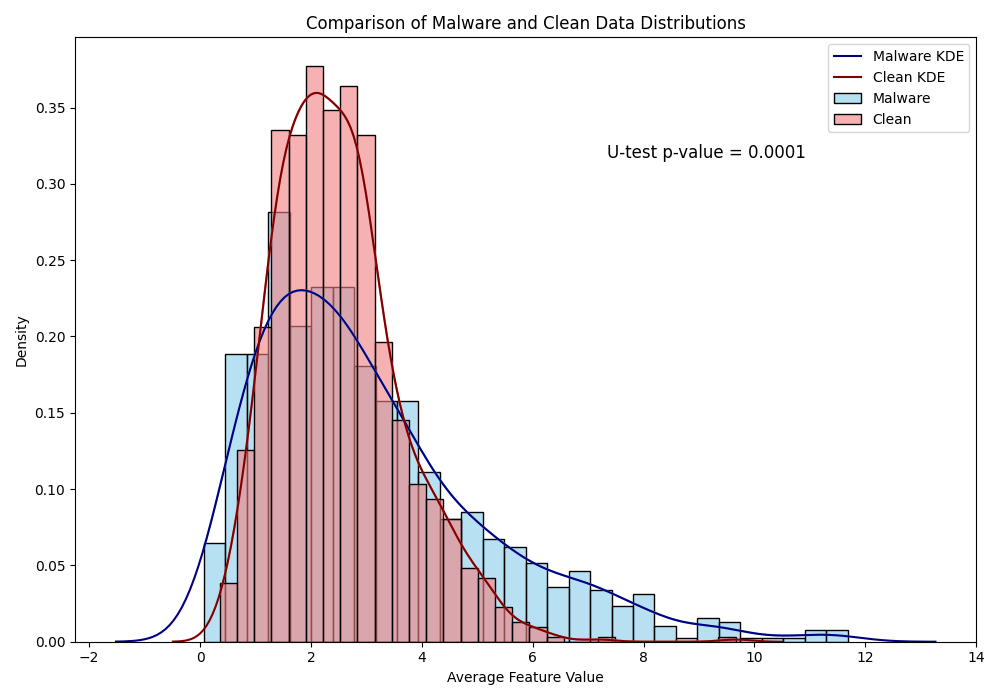 Comparison of Malware and Clean Data Distributions
Malware KDE
Clean KDE
Malware
Clean
U-test p-value = 0.0001
Density
0.35
0.30
0.25
0.20
0.15
0.10
0.05
0.00
−2
0
2
4
6
8
10
12
14
Average Feature Value